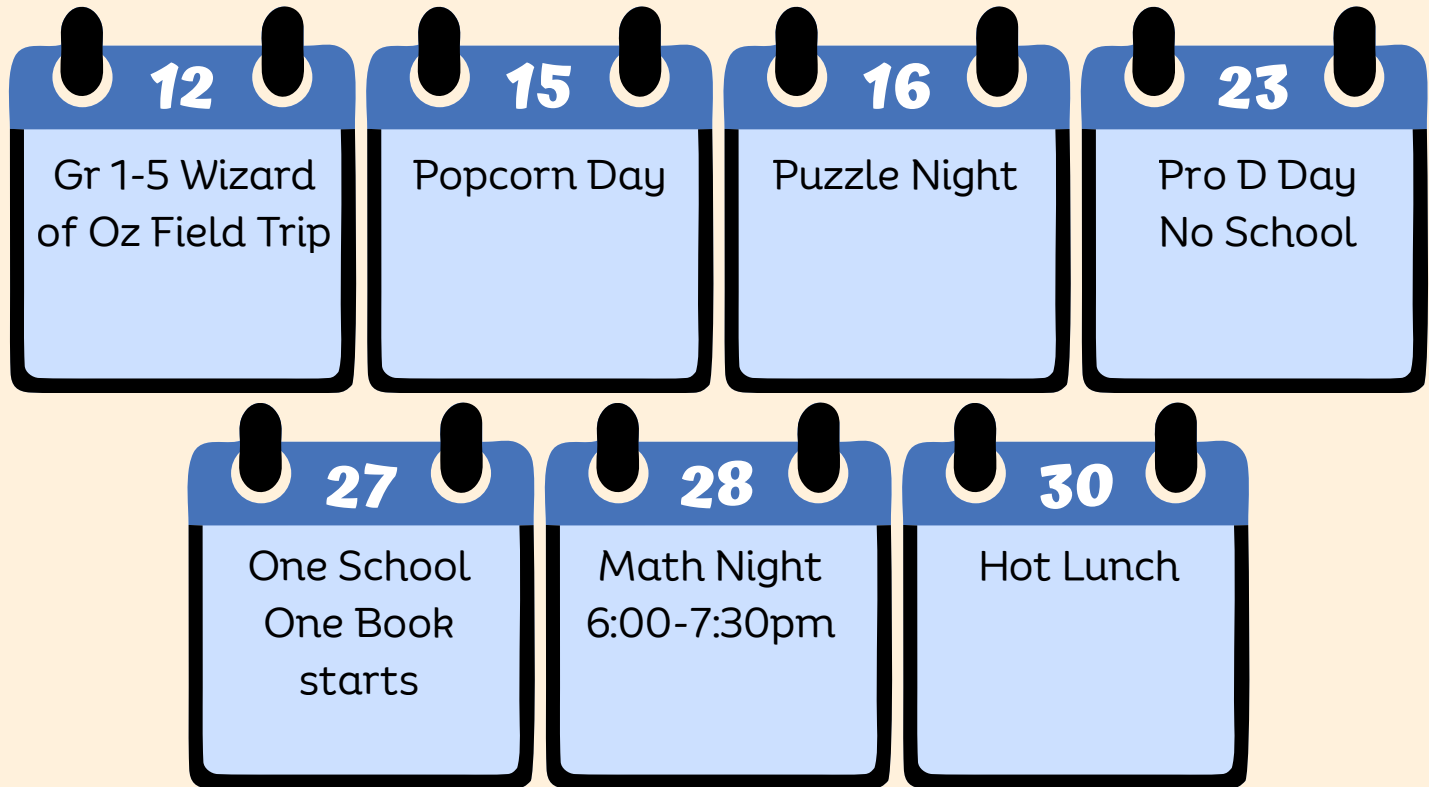 12
Gr 1-5 Wizard
of Oz Field Trip
15
Popcorn Day
16
Puzzle Night
23
Pro D Day
No School
27
One School
One Book
starts
28
Math Night
6:00-7:30pm
30
Hot Lunch